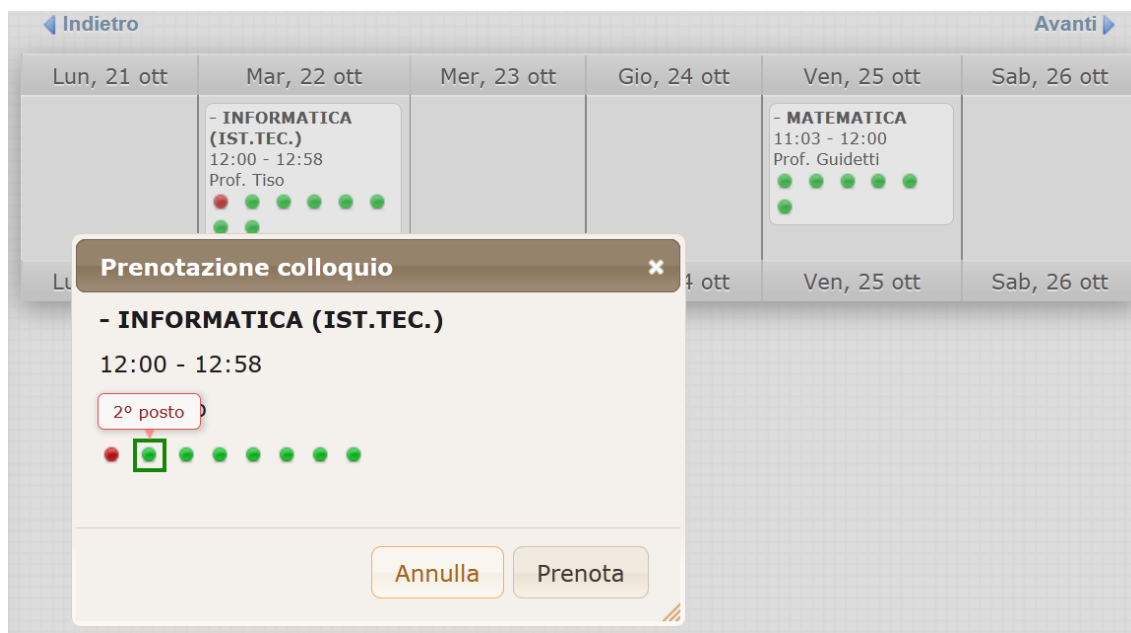 Indietro
Avanti
Lun, 21 ott
Mar, 22 ott
Mer, 23 ott
Gio, 24 ott
Ven, 25 ott
Sab, 26 ott
- INFORMATICA
(IST.TEC.)
12:00 - 12:58
Prof. Tiso
- MATEMATICA
11:03 - 12:00
Prof. Guidetti
Prenotazione colloquio
4 ott
Ven, 25 ott
Sab, 26 ott
- INFORMATICA (IST.TEC.)
12:00 - 12:58
2° posto
Annulla
Prenota